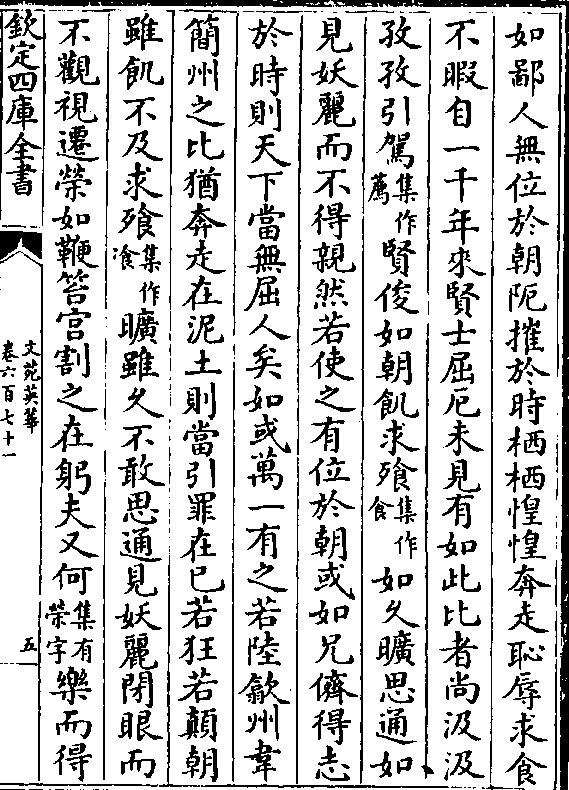 如鄙人無位於朝阨摧於時栖栖惶惶奔走恥辱求食
不暇自一千年來賢士屈厄未見有如此比者尚汲汲
孜孜引駕集作薦賢俊如朝飢求飱集作食如久曠思通如
見妖麗而不得親然若使之有位於朝或如兄儕得志
於時則天下當無屈人矣如或萬一有之若陸歙州韋
簡州之比猶奔走在泥土則當引罪在已若狂若顛朝
雖飢不及求飱集作飡曠雖久不敢思通見妖麗閉眼而
不觀視遷榮如鞭笞宮割之在躬夫又何集有榮字樂而得
欽定四庫全書
文苑英華
卷六百七十一
五